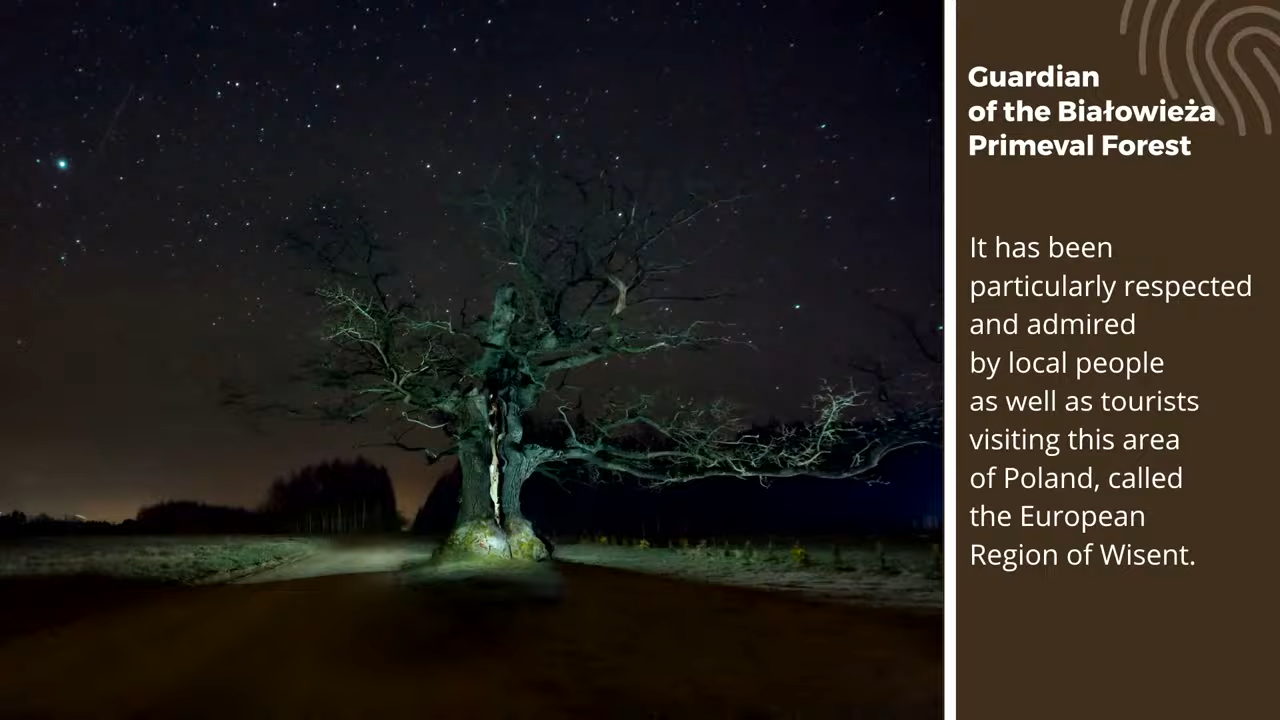 Guardian
of the Białowieża
Primeval Forest
It has been
particularly respected
and admired
by local people
as well as tourists
visiting this area
of Poland, called
the European
Region of Wisent.